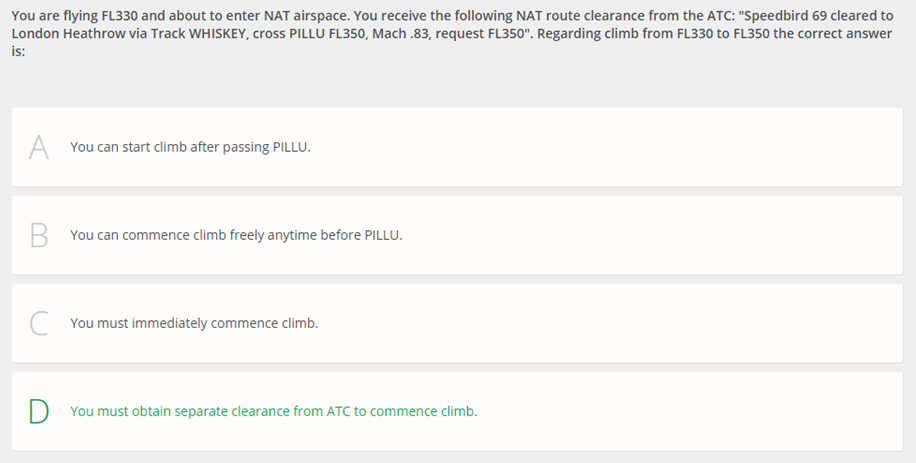 You are flying FL330 and about to enter NAT airspace. You receive the following NAT route clearance from the ATC: "Speedbird 69 cleared to
London Heathrow via Track WHISKEY, cross PILLU FL350, Mach .83, request FL350". Regarding climb from FL330 to FL350 the correct answer
is:
A You can start climb after passing PILLU.
B You can commence climb freely anytime before PILLU.
C You must immediately commence climb.
D You must obtain separate clearance from ATC to commence climb.